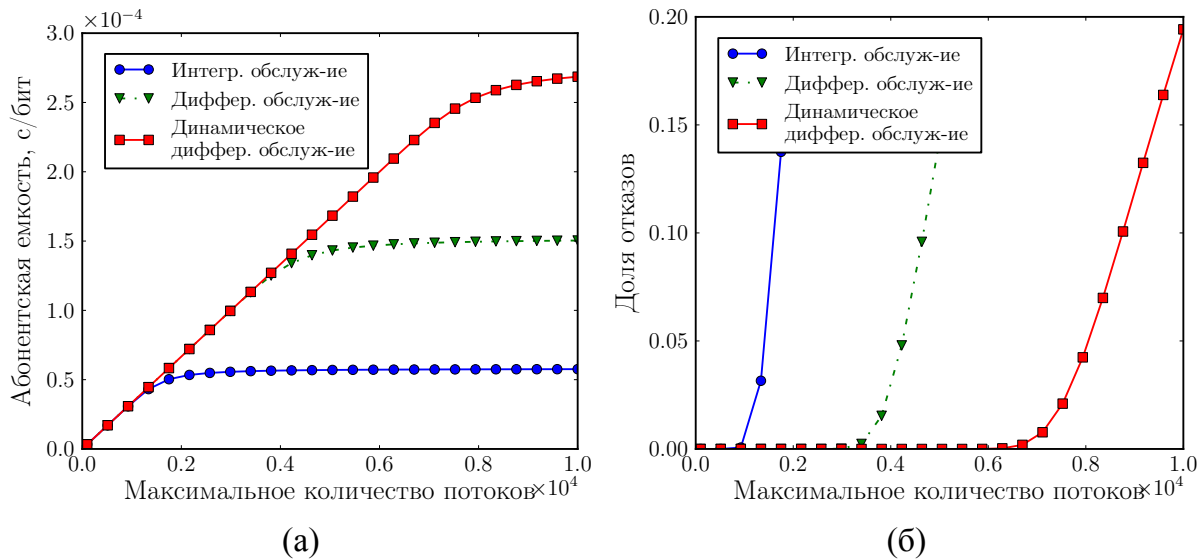 ×10⁻⁴
3.0
2.5
2.0
1.5
1.0
0.5
0.0
Абонентская емкость, с/бит
Интегр. обслуж-ие
Диффер. обслуж-ие
Динамическое
диффер. обслуж-ие
0.0 0.2 0.4 0.6 0.8 1.0
Максимальное количество потоков ×10⁴
(а)
0.20
0.15
0.10
0.05
0.00
Доля отказов
Интегр. обслуж-ие
Диффер. обслуж-ие
Динамическое
диффер. обслуж-ие
0.0 0.2 0.4 0.6 0.8 1.0
Максимальное количество потоков ×10⁴
(б)